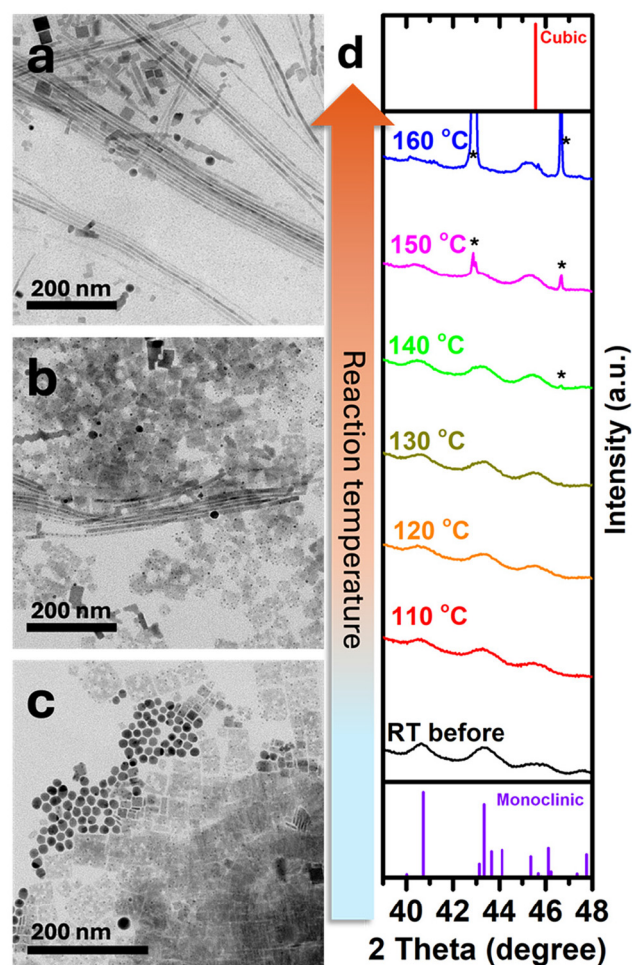 a
200 nm
b
200 nm
c
200 nm
d
Reaction temperature
Cubic
160 °C
*
*
150 °C
*
*
140 °C
*
130 °C
120 °C
110 °C
RT before
Monoclinic
40 42 44 46 48
2 Theta (degree)
Intensity (a.u.)